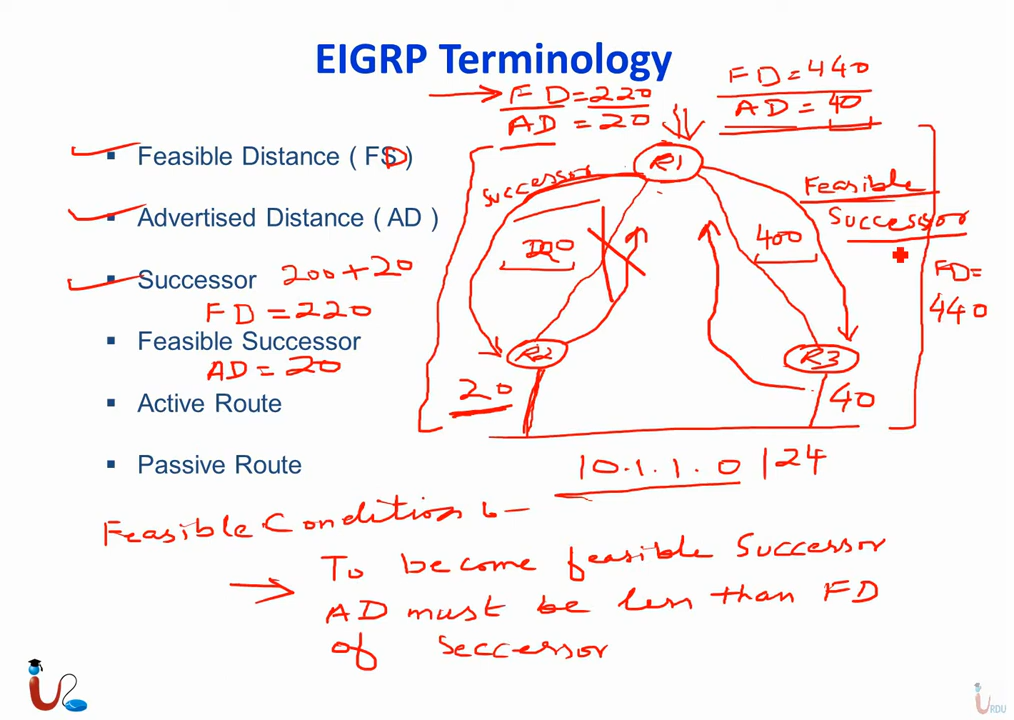 EIGRP Terminology
FD = 440
AD = 40
FD = 220
AD = 20
▪ Feasible Distance ( FD )
▪ Advertised Distance ( AD )
▪ Successor 200 + 20
FD = 220
▪ Feasible Successor
AD = 20
▪ Active Route
▪ Passive Route
R1
Successor
Feasible
Successor
400
FD =
440
R2
R3
20
40
10.1.1.0 /24
Feasible Condition :-
To become feasible Successor
AD must be less than FD
of Seccessor
URDU